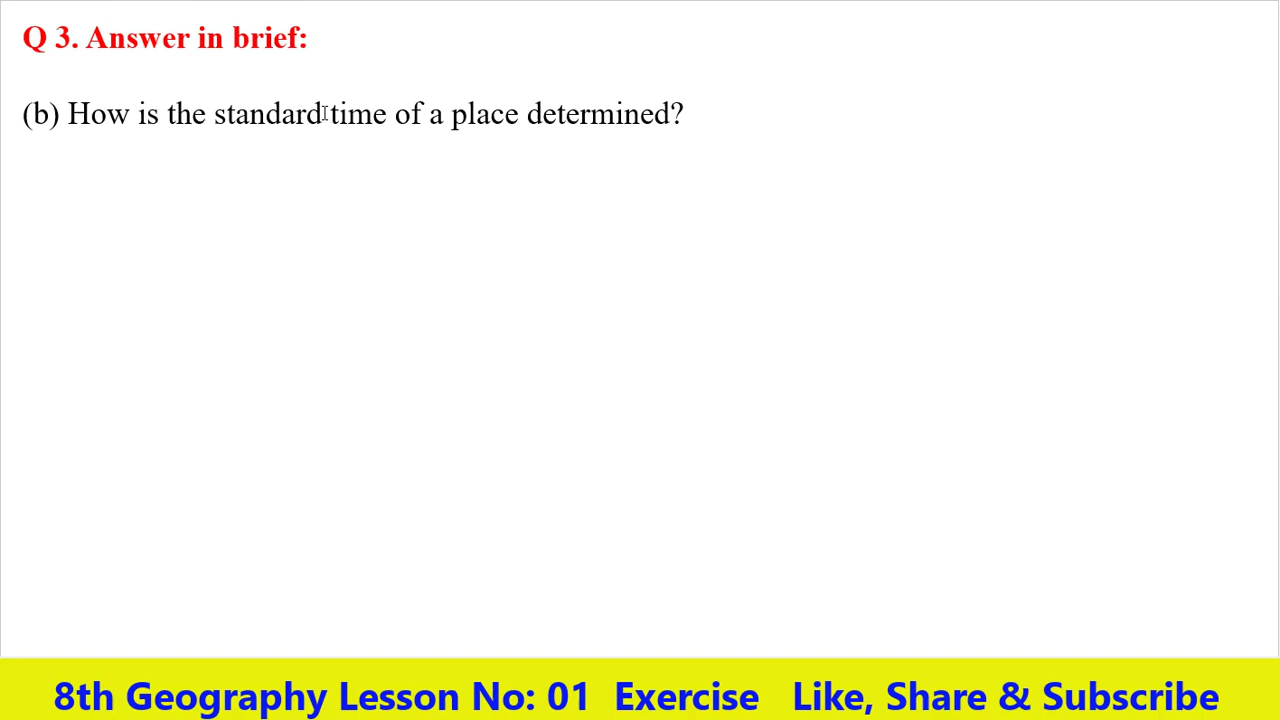 Q 3. Answer in brief:
(b) How is the standard time of a place determined?
8th Geography Lesson No: 01 Exercise Like, Share & Subscribe